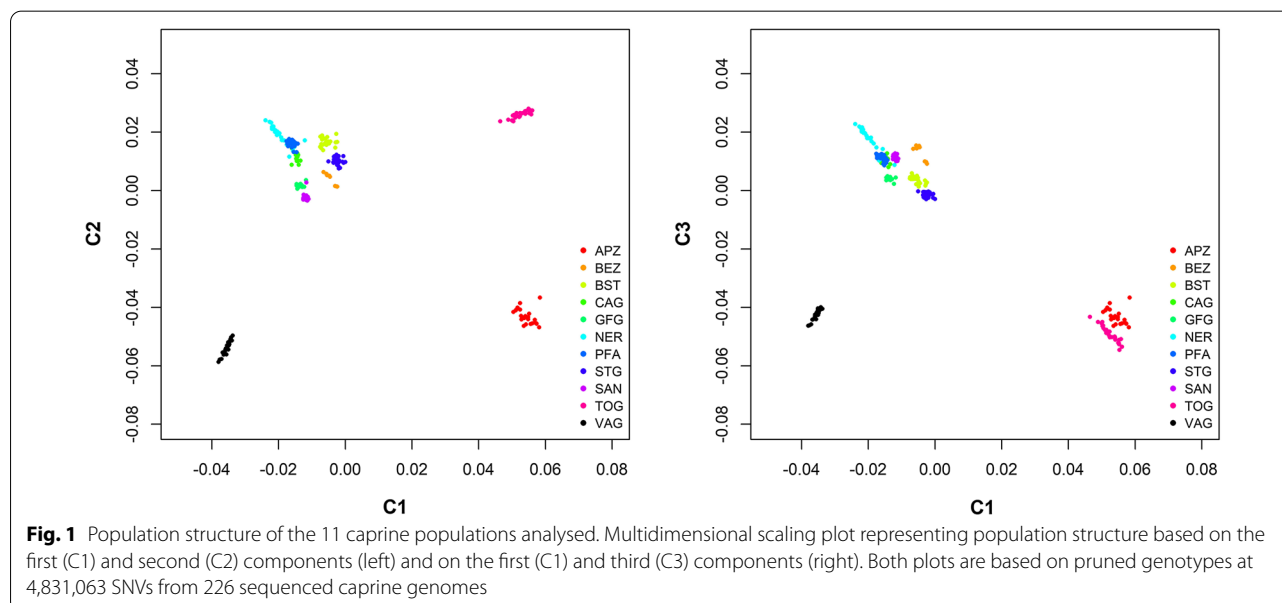 0.04
0.02
0.00
-0.02
-0.04
-0.06
-0.08
C2
-0.04 -0.02 0.00 0.02 0.04 0.06 0.08
C1
APZ
BEZ
BST
CAG
GFG
NER
PFA
STG
SAN
TOG
VAG
0.04
0.02
0.00
-0.02
-0.04
-0.06
-0.08
C3
-0.04 -0.02 0.00 0.02 0.04 0.06 0.08
C1
APZ
BEZ
BST
CAG
GFG
NER
PFA
STG
SAN
TOG
VAG
Fig. 1 Population structure of the 11 caprine populations analysed. Multidimensional scaling plot representing population structure based on the
first (C1) and second (C2) components (left) and on the first (C1) and third (C3) components (right). Both plots are based on pruned genotypes at
4,831,063 SNVs from 226 sequenced caprine genomes